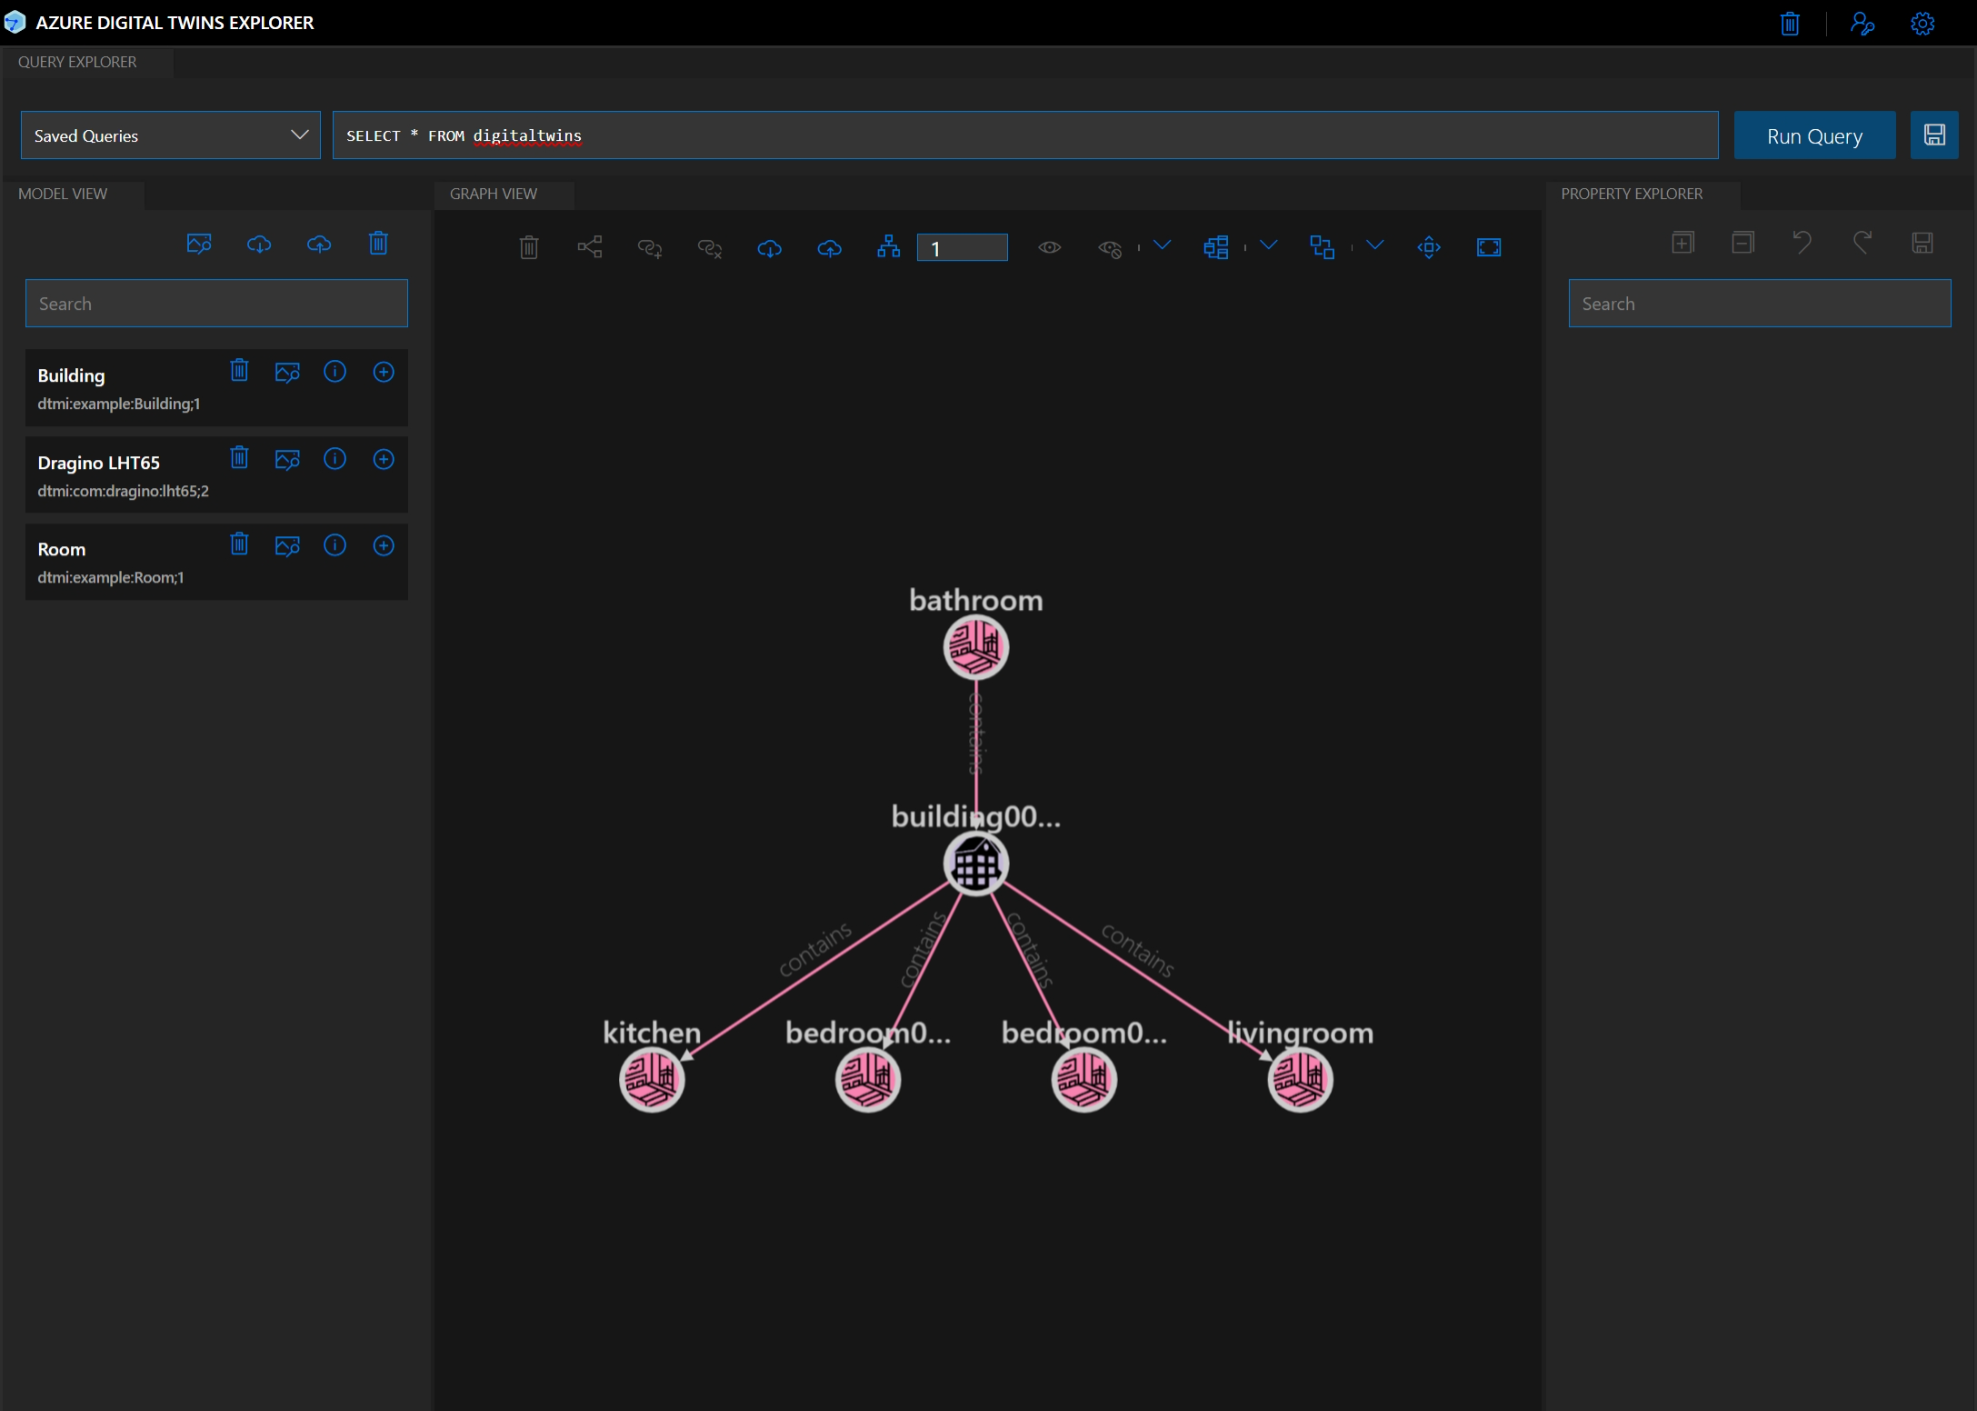 AZURE DIGITAL TWINS EXPLORER
QUERY EXPLORER
Saved Queries
SELECT * FROM digitaltwins
Run Query
MODEL VIEW
GRAPH VIEW
PROPERTY EXPLORER
1
Search
Search
Building
dtmi:example:Building;1
Dragino LHT65
dtmi:com:dragino:lht65;2
Room
dtmi:example:Room;1
bathroom
contains
building00...
contains
contains
contains
contains
kitchen
bedroom0...
bedroom0...
livingroom